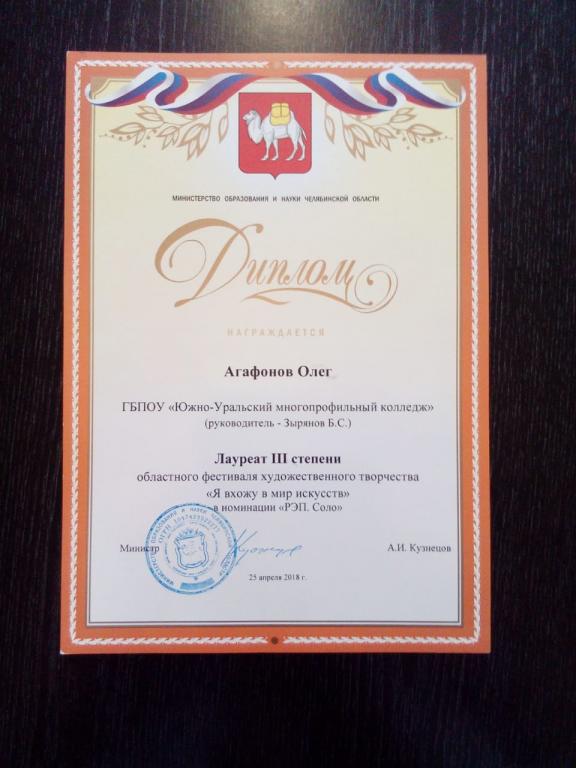 МИНИСТЕРСТВО ОБРАЗОВАНИЯ И НАУКИ ЧЕЛЯБИНСКОЙ ОБЛАСТИ
Диплом
НАГРАЖДАЕТСЯ
Агафонов Олег
ГБПОУ «Южно-Уральский многопрофильный колледж»
(руководитель - Зырянов Б.С.)
Лауреат III степени
областного фестиваля художественного творчества
«Я вхожу в мир искусств»
в номинации «РЭП. Соло»
Министр А.И. Кузнецов
25 апреля 2018 г.